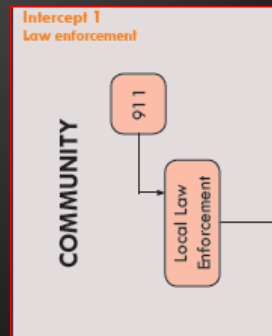 Intercept 1
Law enforcement
COMMUNITY
911
Local Law
Enforcement